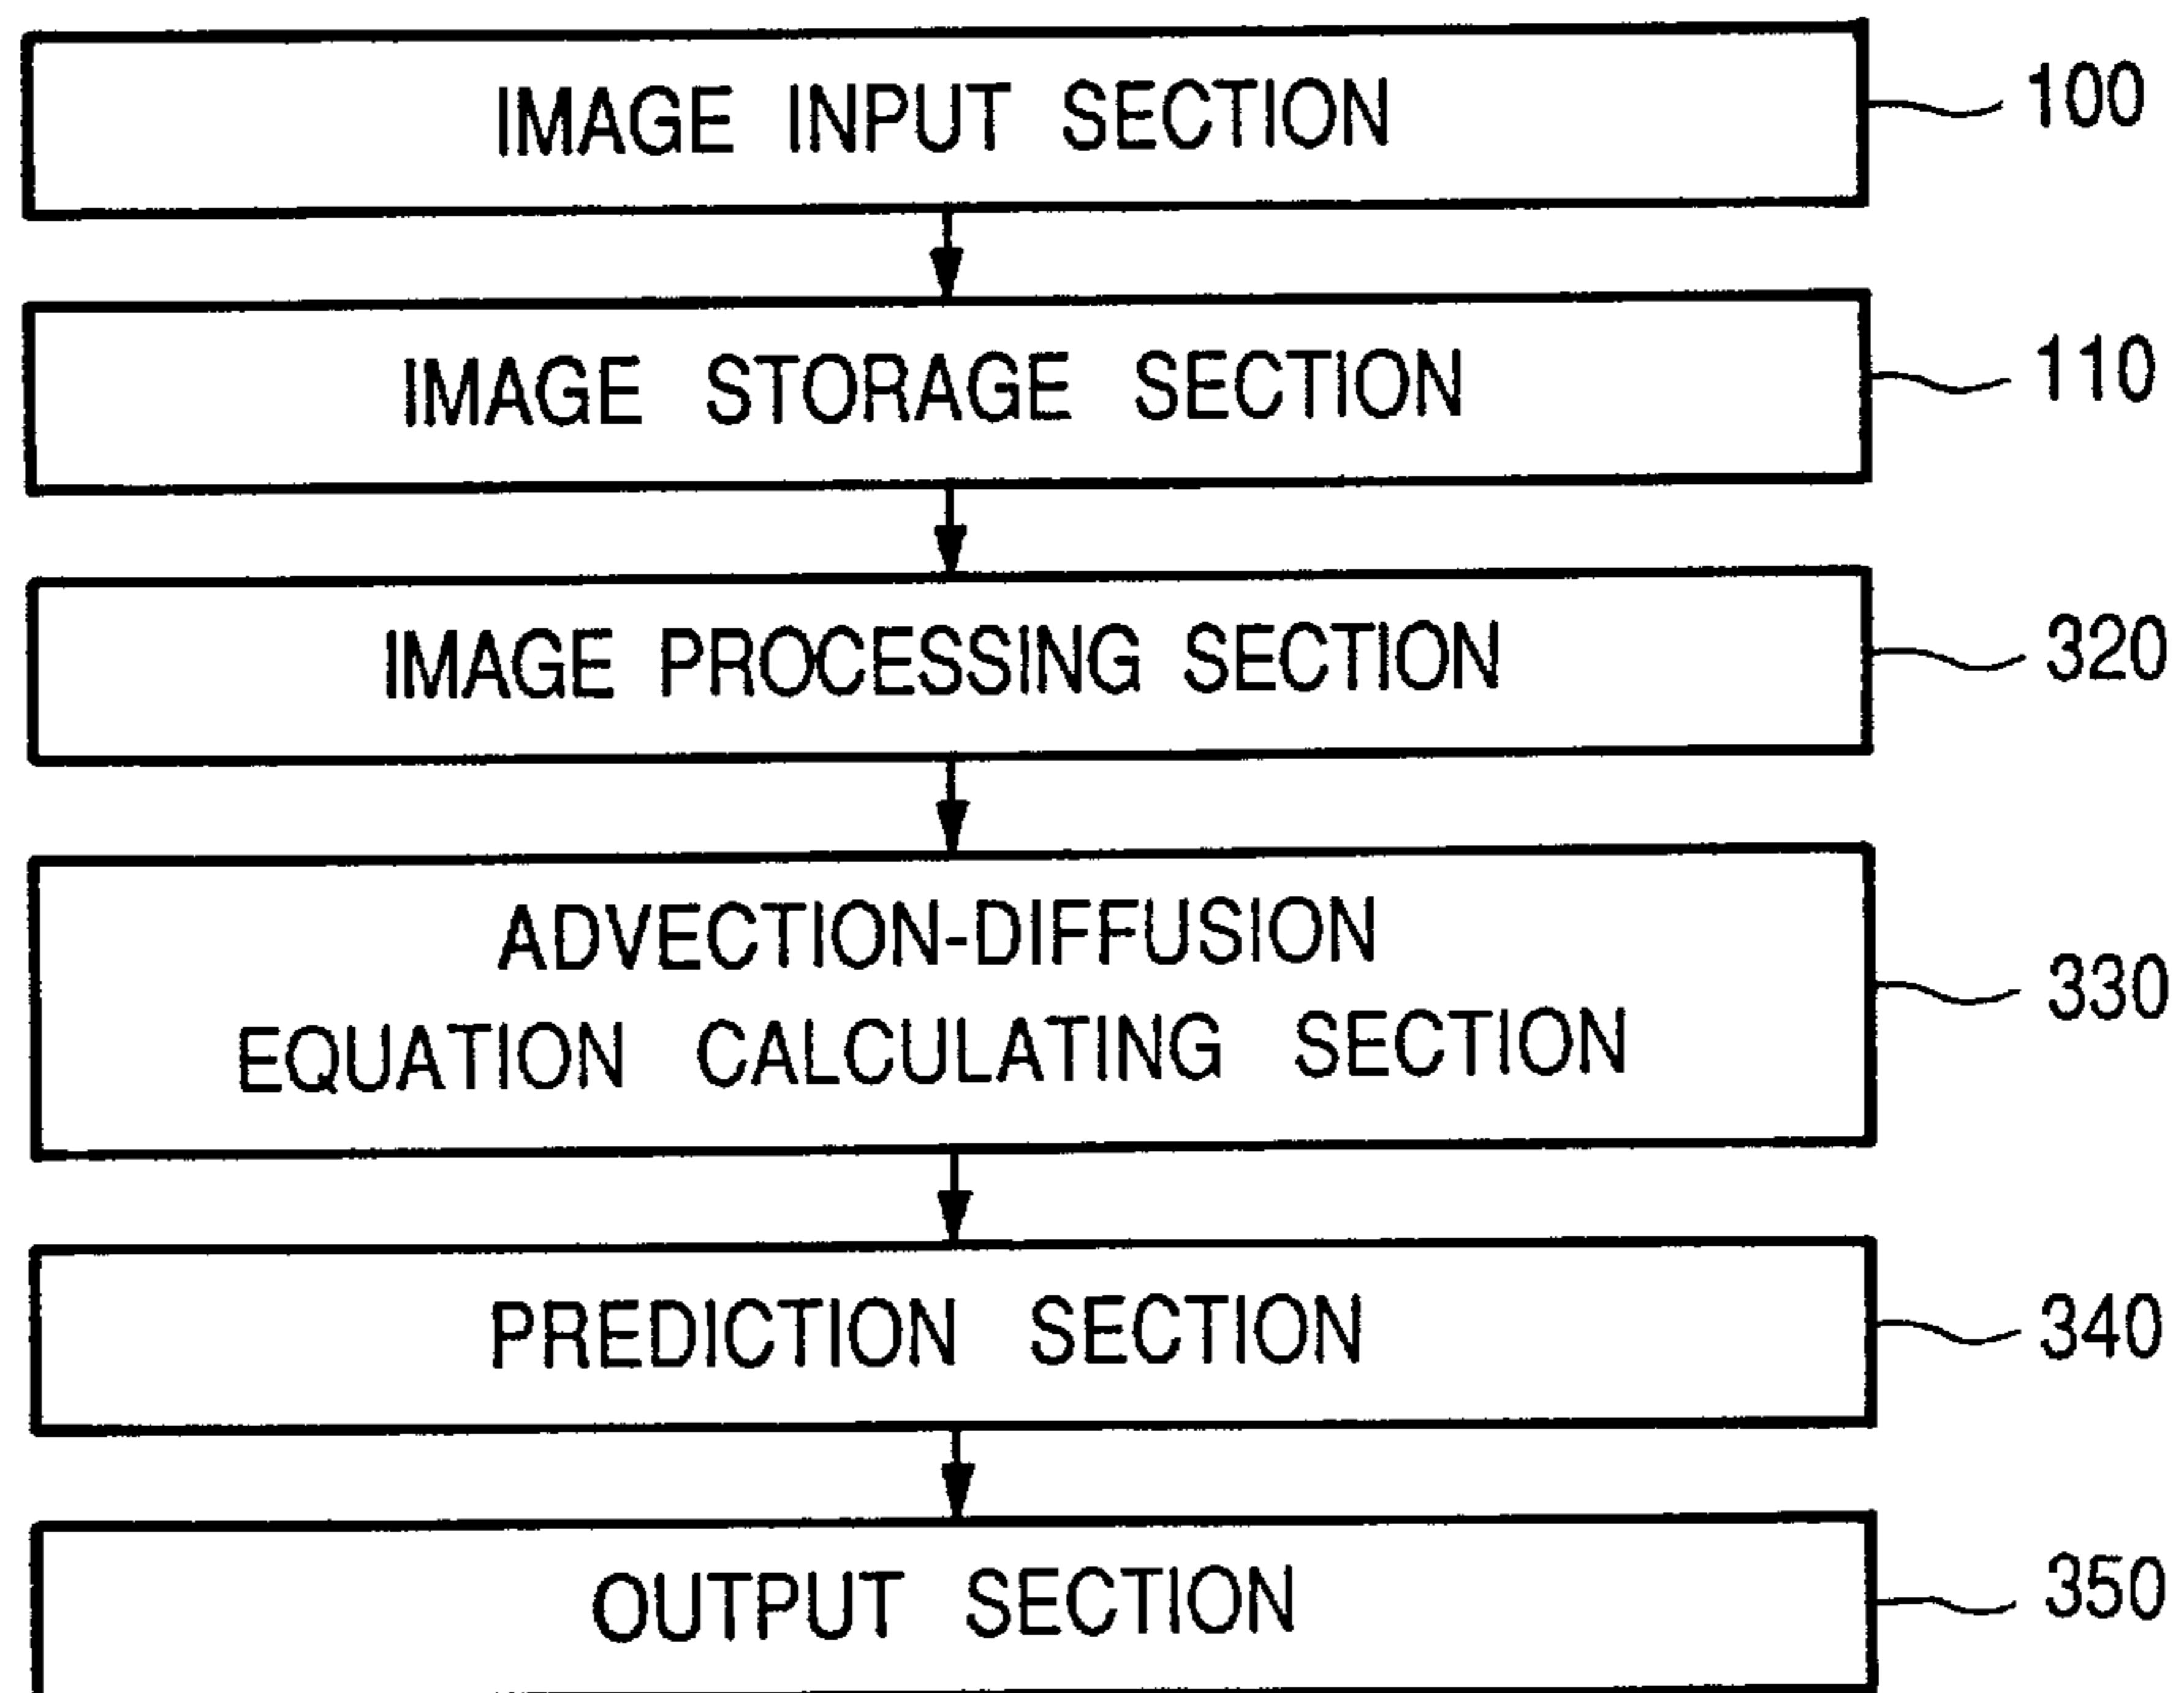 IMAGE INPUT SECTION 100
IMAGE STORAGE SECTION 110
IMAGE PROCESSING SECTION 320
ADVECTION-DIFFUSION
EQUATION CALCULATING SECTION 330
PREDICTION SECTION 340
OUTPUT SECTION 350